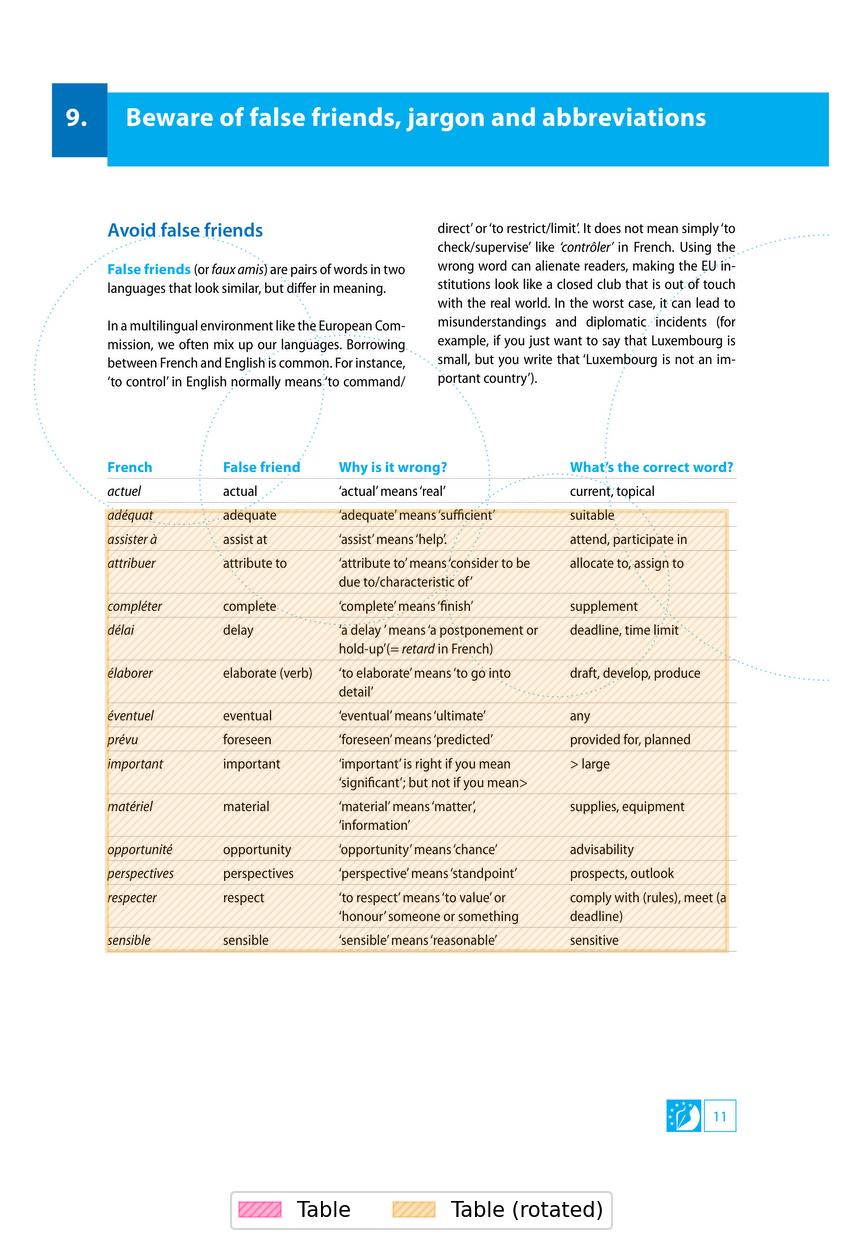 9. Beware of false friends, jargon and abbreviations
Avoid false friends
False friends (or faux amis) are pairs of words in two
languages that look similar, but differ in meaning.
In a multilingual environment like the European Com-
mission, we often mix up our languages. Borrowing
between French and English is common. For instance,
‘to control’ in English normally means ‘to command/
direct’ or ‘to restrict/limit’. It does not mean simply ‘to
check/supervise’ like ‘contrôler’ in French. Using the
wrong word can alienate readers, making the EU in-
stitutions look like a closed club that is out of touch
with the real world. In the worst case, it can lead to
misunderstandings and diplomatic incidents (for
example, if you just want to say that Luxembourg is
small, but you write that ‘Luxembourg is not an im-
portant country’).
French False friend Why is it wrong? What’s the correct word?
actuel actual ‘actual’ means ‘real’ current, topical
adéquat adequate ‘adequate’ means ‘sufficient’ suitable
assister à assist at ‘assist’ means ‘help’. attend, participate in
attribuer attribute to ‘attribute to’ means ‘consider to be allocate to, assign to
due to/characteristic of’
compléter complete ‘complete’ means ‘finish’ supplement
délai delay ‘a delay ’ means ‘a postponement or deadline, time limit
hold-up’(= retard in French)
élaborer elaborate (verb) ‘to elaborate’ means ‘to go into draft, develop, produce
detail’
éventuel eventual ‘eventual’ means ‘ultimate’ any
prévu foreseen ‘foreseen’ means ‘predicted’ provided for, planned
important important ‘important’ is right if you mean > large
‘significant’; but not if you mean>
matériel material ‘material’ means ‘matter’, supplies, equipment
‘information’
opportunité opportunity ‘opportunity’ means ‘chance’ advisability
perspectives perspectives ‘perspective’ means ‘standpoint’ prospects, outlook
respecter respect ‘to respect’ means ‘to value’ or comply with (rules), meet (a
‘honour’ someone or something deadline)
sensible sensible ‘sensible’ means ‘reasonable’ sensitive
11
Table Table (rotated)